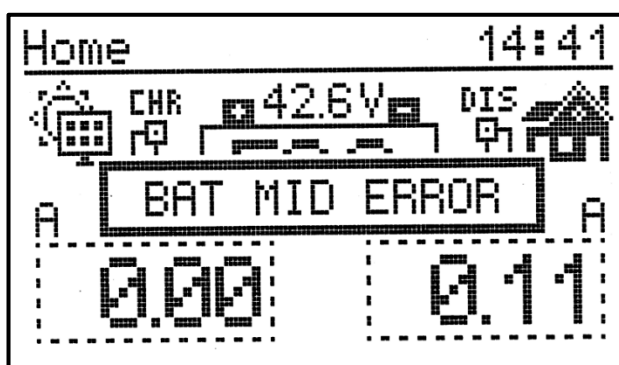 Home 14:41
CHR 42.6V DIS
BAT MID ERROR
A A
0.00 0.11